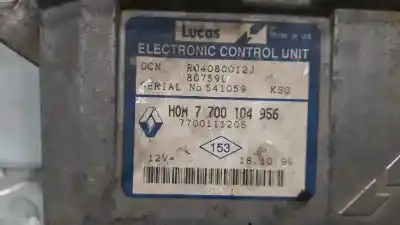 Lucas Made in UK
ELECTRONIC CONTROL UNIT
DCN R04080012J
80759L
SERIAL No 541059 KSG
HOM 7 700 104 956
7700111206
153
12V 18.10.99